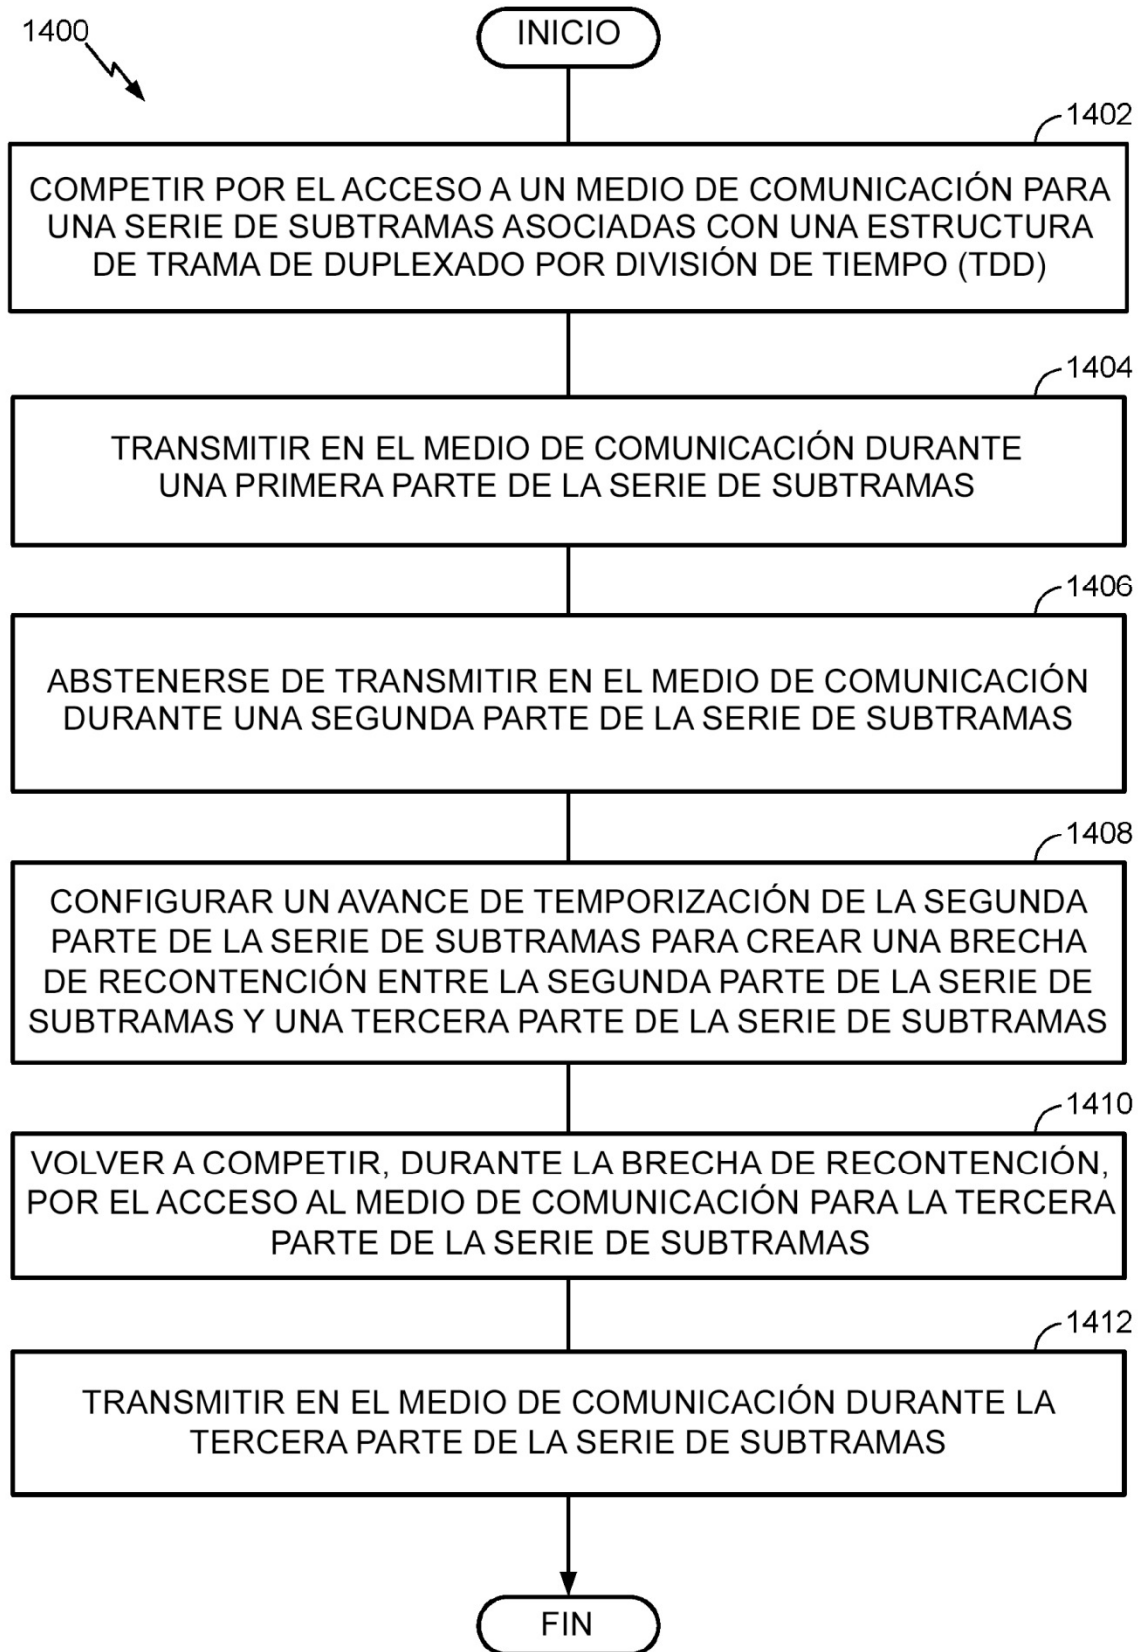 1400
INICIO
1402
COMPETIR POR EL ACCESO A UN MEDIO DE COMUNICACIÓN PARA
UNA SERIE DE SUBTRAMAS ASOCIADAS CON UNA ESTRUCTURA
DE TRAMA DE DUPLEXADO POR DIVISIÓN DE TIEMPO (TDD)
1404
TRANSMITIR EN EL MEDIO DE COMUNICACIÓN DURANTE
UNA PRIMERA PARTE DE LA SERIE DE SUBTRAMAS
1406
ABSTENERSE DE TRANSMITIR EN EL MEDIO DE COMUNICACIÓN
DURANTE UNA SEGUNDA PARTE DE LA SERIE DE SUBTRAMAS
1408
CONFIGURAR UN AVANCE DE TEMPORIZACIÓN DE LA SEGUNDA
PARTE DE LA SERIE DE SUBTRAMAS PARA CREAR UNA BRECHA
DE RECONTENCIÓN ENTRE LA SEGUNDA PARTE DE LA SERIE DE
SUBTRAMAS Y UNA TERCERA PARTE DE LA SERIE DE SUBTRAMAS
1410
VOLVER A COMPETIR, DURANTE LA BRECHA DE RECONTENCIÓN,
POR EL ACCESO AL MEDIO DE COMUNICACIÓN PARA LA TERCERA
PARTE DE LA SERIE DE SUBTRAMAS
1412
TRANSMITIR EN EL MEDIO DE COMUNICACIÓN DURANTE LA
TERCERA PARTE DE LA SERIE DE SUBTRAMAS
FIN